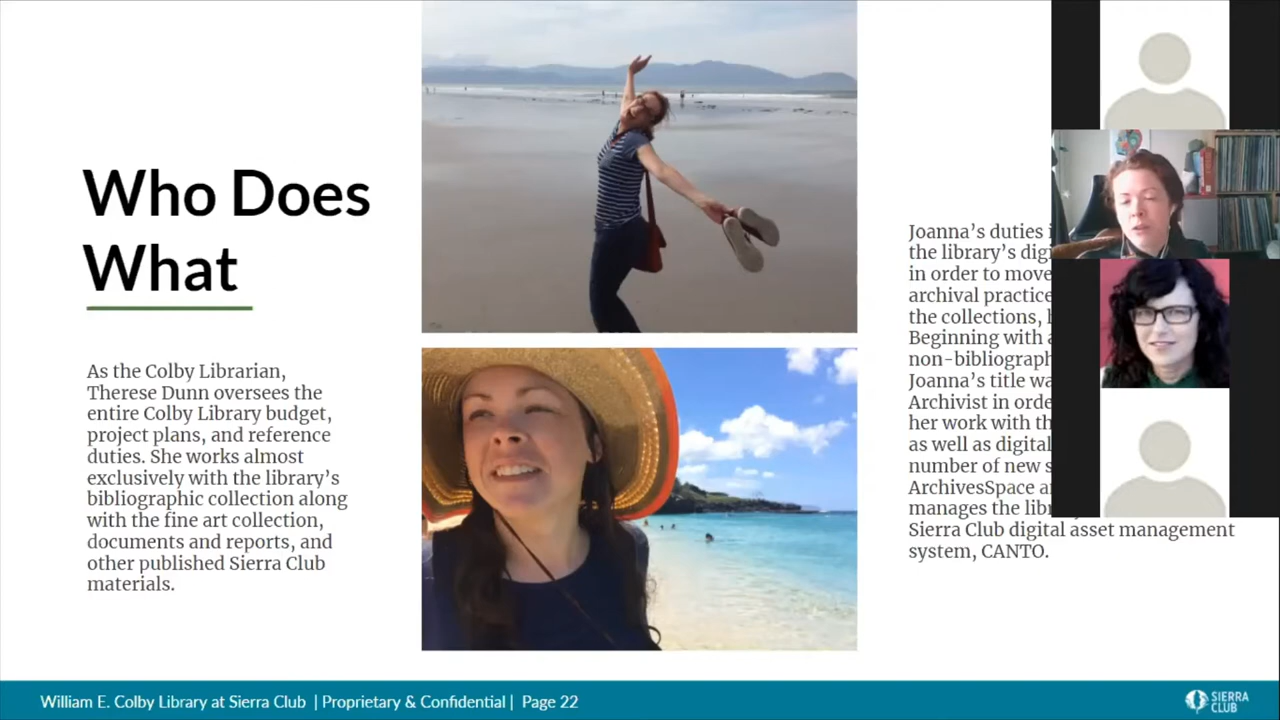 Who Does
What
As the Colby Librarian,
Therese Dunn oversees the
entire Colby Library budget,
project plans, and reference
duties. She works almost
exclusively with the library's
bibliographic collection along
with the fine art collection,
documents and reports, and
other published Sierra Club
materials.
Joanna's duties
the library's
in order to move
archival practice
the collections,
Beginning with
non-bibliograph
Joanna's title
Archivist in orde
her work with
as well as digital
number of new
ArchivesSpace
manages the
Sierra Club digital asset management
system, CANTO.
William E. Colby Library at Sierra Club | Proprietary & Confidential | Page 22
SIERRA
CLUB